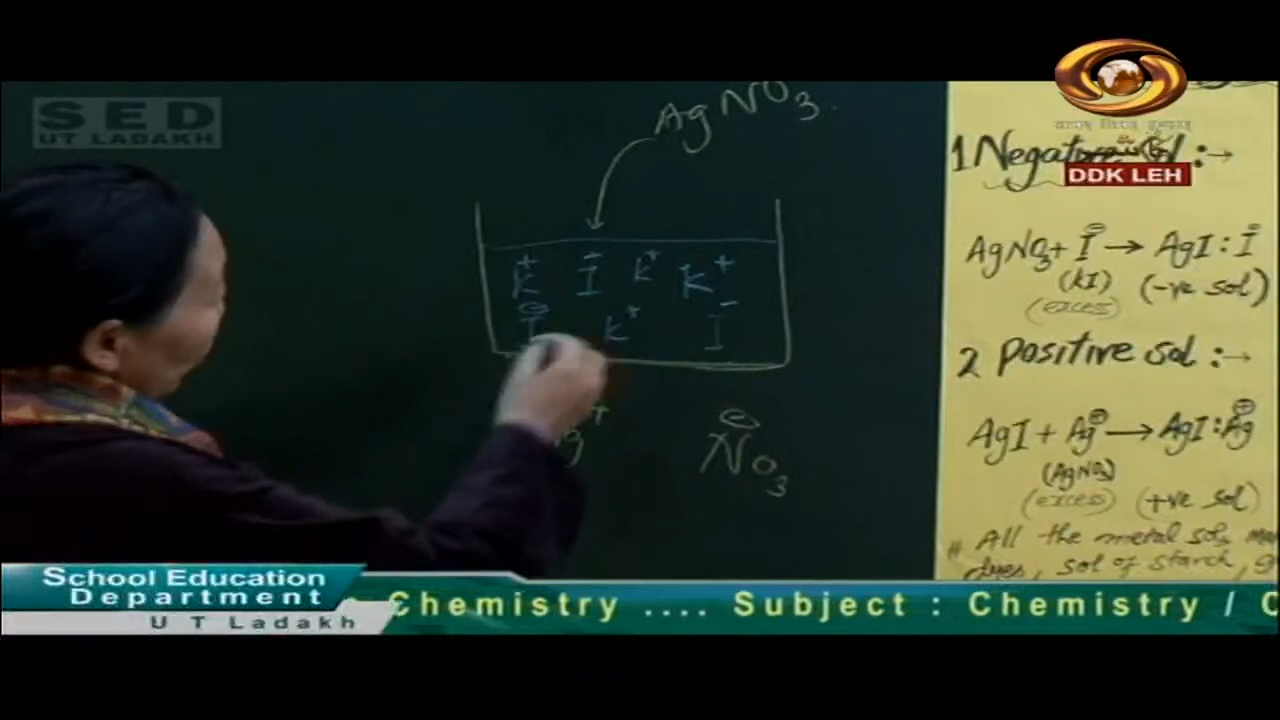 SED
UT LADAKH
DDK LEH
AgNO₃.
K⁺ I⁻ K⁺ K⁺
I⊖ K⁺ I⁻
g⁺ NO₃⊖
1 Negative Sol :→
AgNO₃ + I⊖ → AgI : I⊖
(KI) (-ve sol)
(excess)
2 Positive sol :→
AgI + Ag⊕ → AgI : Ag⊕
(AgNO₃)
(excess) (+ve sol)
# All the metal sols,
dyes, sol of starch,
School Education
Department
UT Ladakh
Chemistry .... Subject : Chemistry / C